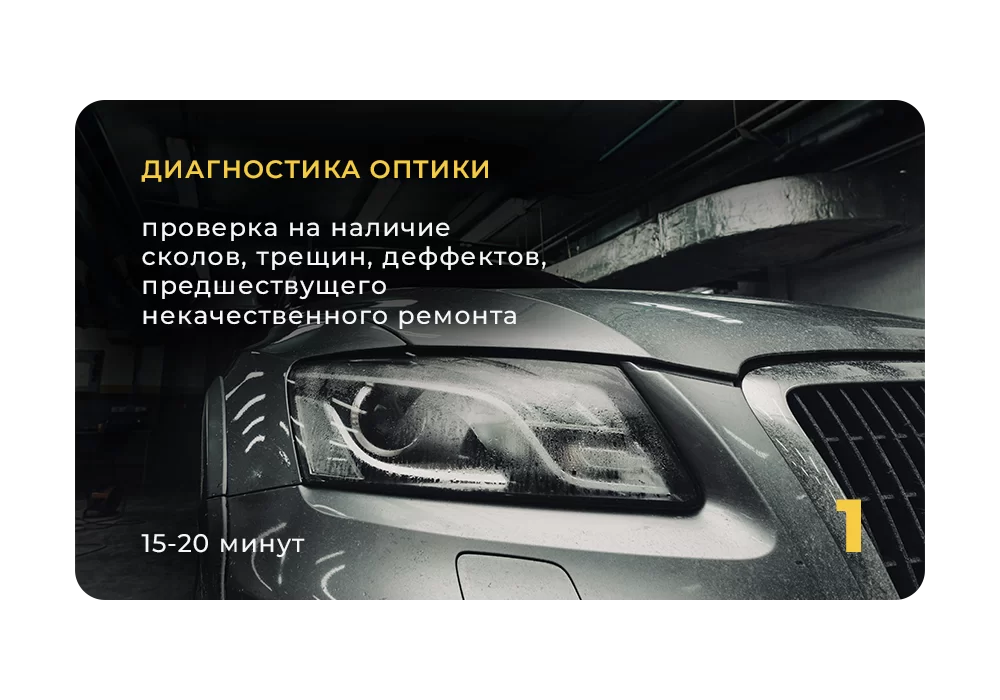 ДИАГНОСТИКА ОПТИКИ
проверка на наличие
сколов, трещин, деффектов,
предшествущего
некачественного ремонта
15-20 минут
1